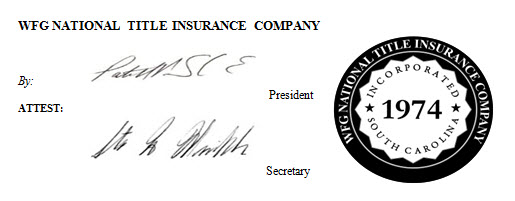 WFG NATIONAL TITLE INSURANCE COMPANY
By:
President
ATTEST:
Secretary
WFG NATIONAL TITLE INSURANCE COMPANY
INCORPORATED
1974
SOUTH CAROLINA